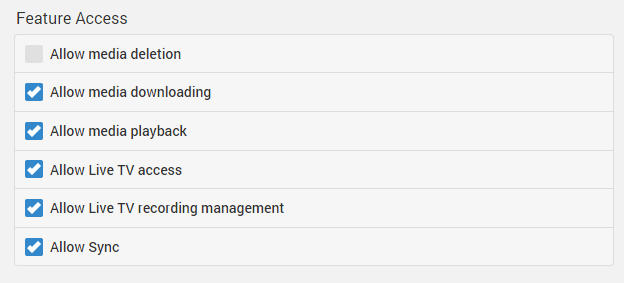 Feature Access
Allow media deletion
Allow media downloading
Allow media playback
Allow Live TV access
Allow Live TV recording management
Allow Sync